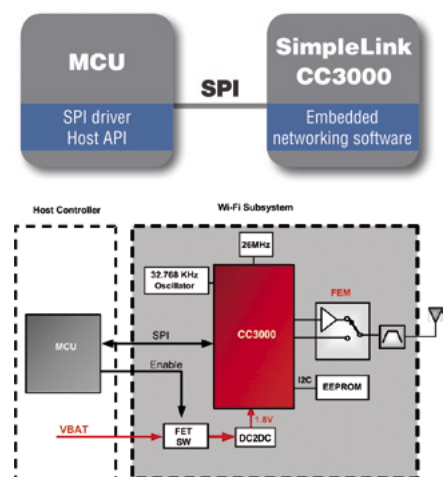 MCU
SPI driver
Host API
SPI
SimpleLink
CC3000
Embedded
networking software
Host Controller
Wi-Fi Subsystem
26MHz
32.768 KHz
Oscillator
FEM
CC3000
SPI
MCU
Enable
I2C
EEPROM
1.8V
VBAT
FET
SW
DC2DC